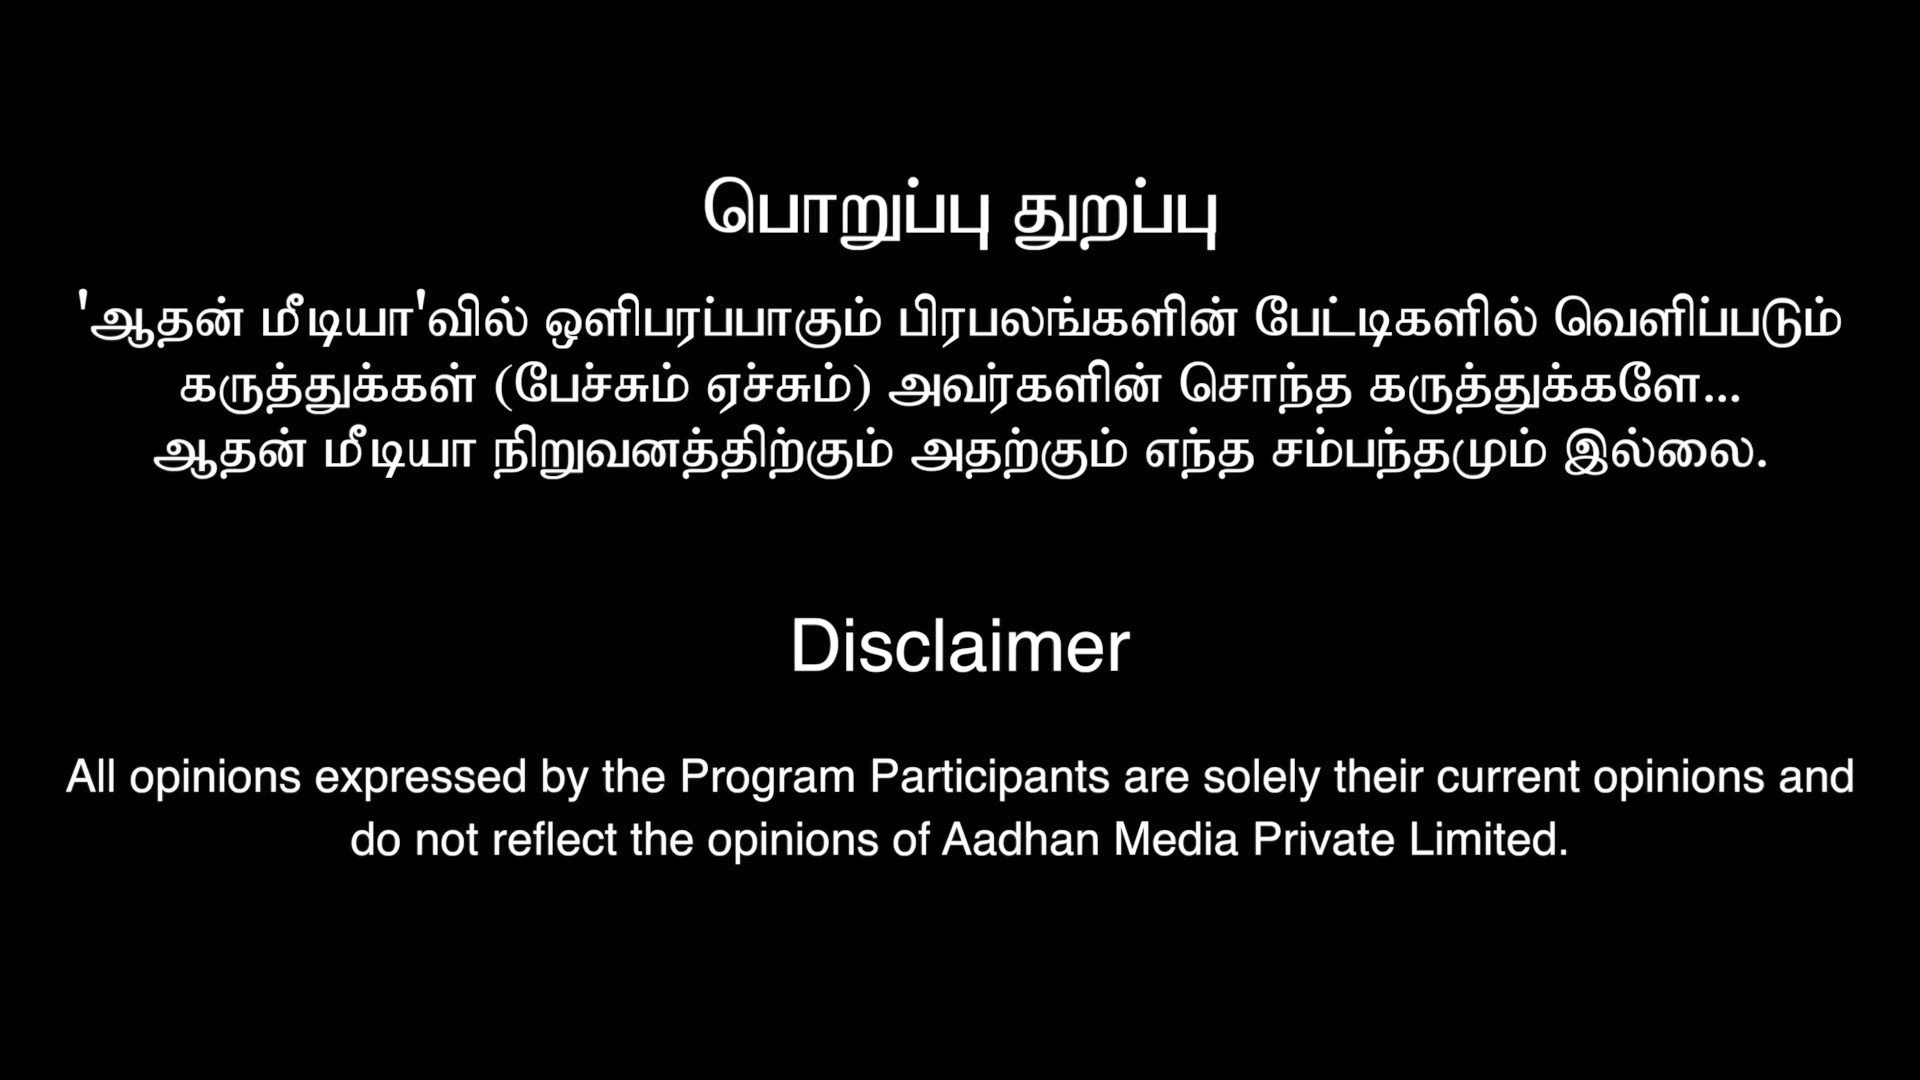 பொறுப்பு துறப்பு
'ஆதன் மீடியா'வில் ஒளிபரப்பாகும் பிரபலங்களின் பேட்டிகளில் வெளிப்படும்
கருத்துக்கள் (பேச்சும் ஏச்சும்) அவர்களின் சொந்த கருத்துக்களே...
ஆதன் மீடியா நிறுவனத்திற்கும் அதற்கும் எந்த சம்பந்தமும் இல்லை.
Disclaimer
All opinions expressed by the Program Participants are solely their current opinions and
do not reflect the opinions of Aadhan Media Private Limited.